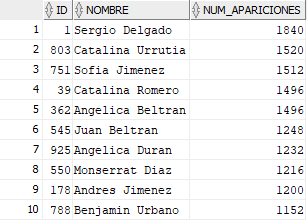 ID NOMBRE NUM_APARICIONES
1 1 Sergio Delgado 1840
2 803 Catalina Urrutia 1520
3 751 Sofia Jimenez 1512
4 39 Catalina Romero 1496
5 362 Angelica Beltran 1496
6 545 Juan Beltran 1248
7 925 Angelica Duran 1232
8 550 Monserrat Diaz 1216
9 178 Andres Jimenez 1200
10 788 Benjamin Urbano 1152